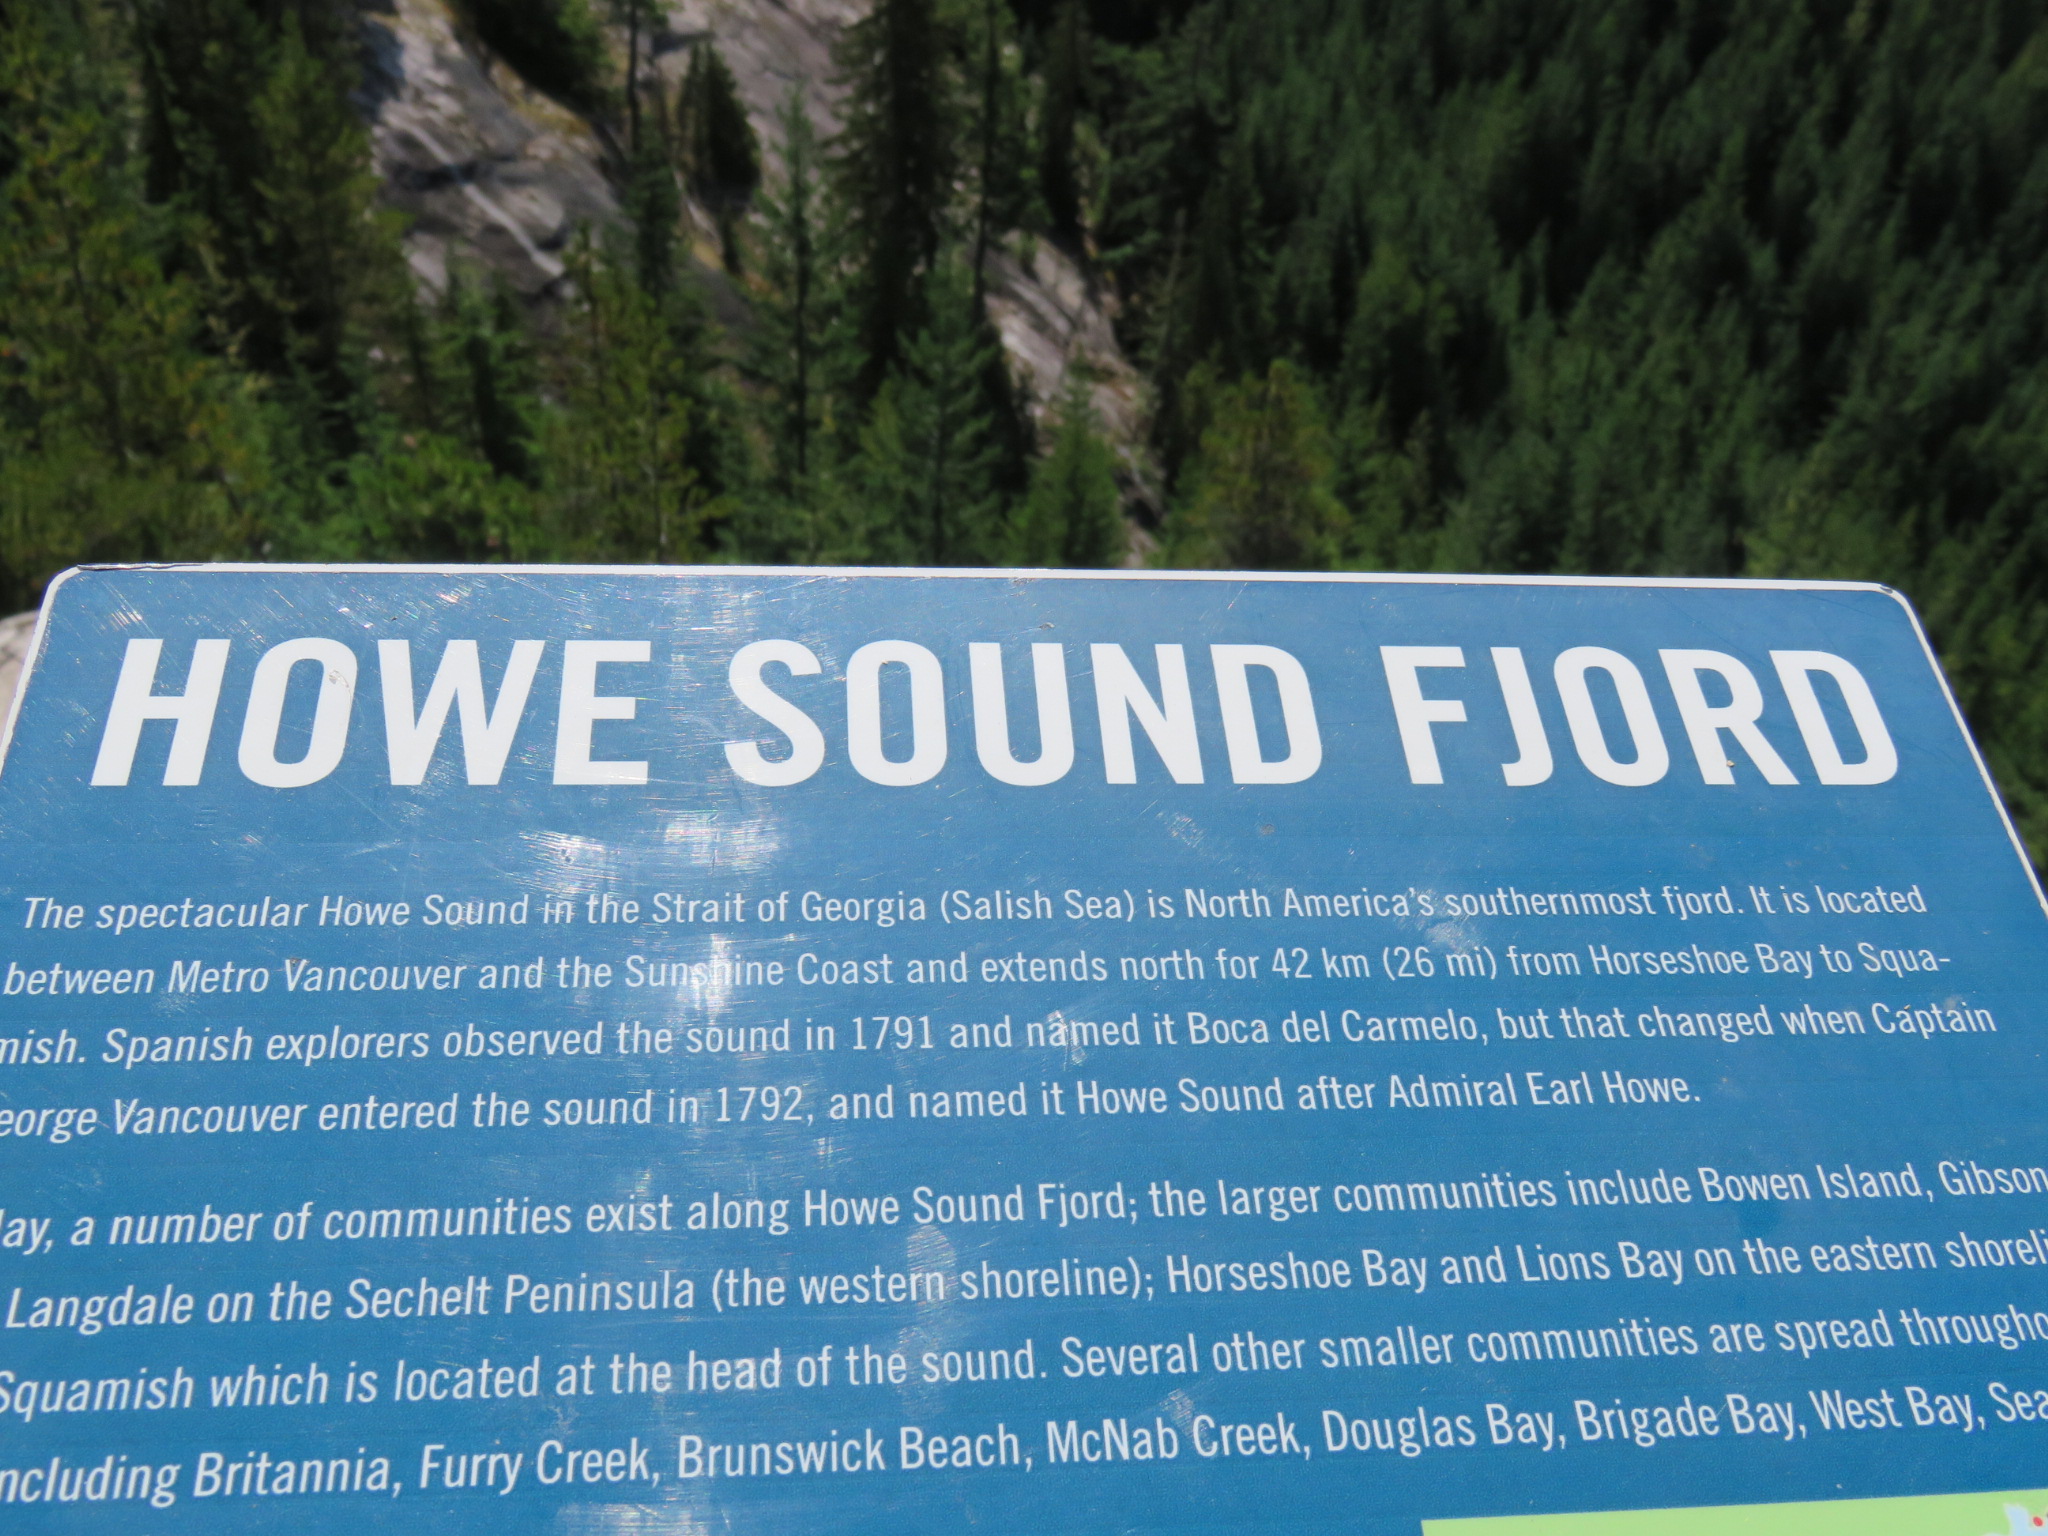 HOWE SOUND FJORD
The spectacular Howe Sound in the Strait of Georgia (Salish Sea) is North America's southernmost fjord. It is located
between Metro Vancouver and the Sunshine Coast and extends north for 42 km (26 mi) from Horseshoe Bay to Squa-
mish. Spanish explorers observed the sound in 1791 and named it Boca del Carmelo, but that changed when Captain
eorge Vancouver entered the sound in 1792, and named it Howe Sound after Admiral Earl Howe.
ay, a number of communities exist along Howe Sound Fjord; the larger communities include Bowen Island, Gibson
Langdale on the Sechelt Peninsula (the western shoreline); Horseshoe Bay and Lions Bay on the eastern shoreli
Squamish which is located at the head of the sound. Several other smaller communities are spread througho
ncluding Britannia, Furry Creek, Brunswick Beach, McNab Creek, Douglas Bay, Brigade Bay, West Bay, Sea